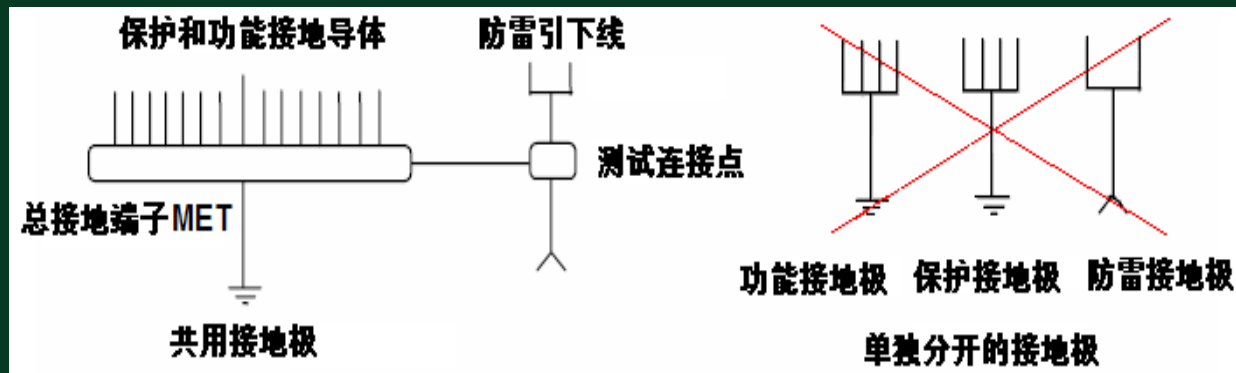 保护和功能接地导体
防雷引下线
测试连接点
总接地端子MET
共用接地极
功能接地极
保护接地极
防雷接地极
单独分开的接地极